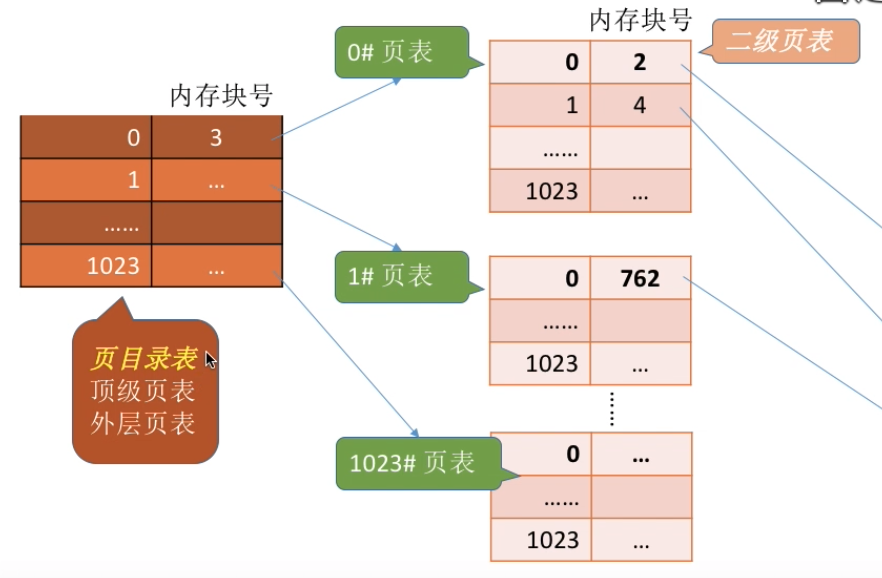 内存块号
0 3
1 ...
......
1023 ...
页目录表
顶级页表
外层页表
0# 页表
内存块号
二级页表
0 2
1 4
......
1023 ...
1# 页表
0 762
......
1023 ...
......
1023# 页表
0 ...
......
1023 ...